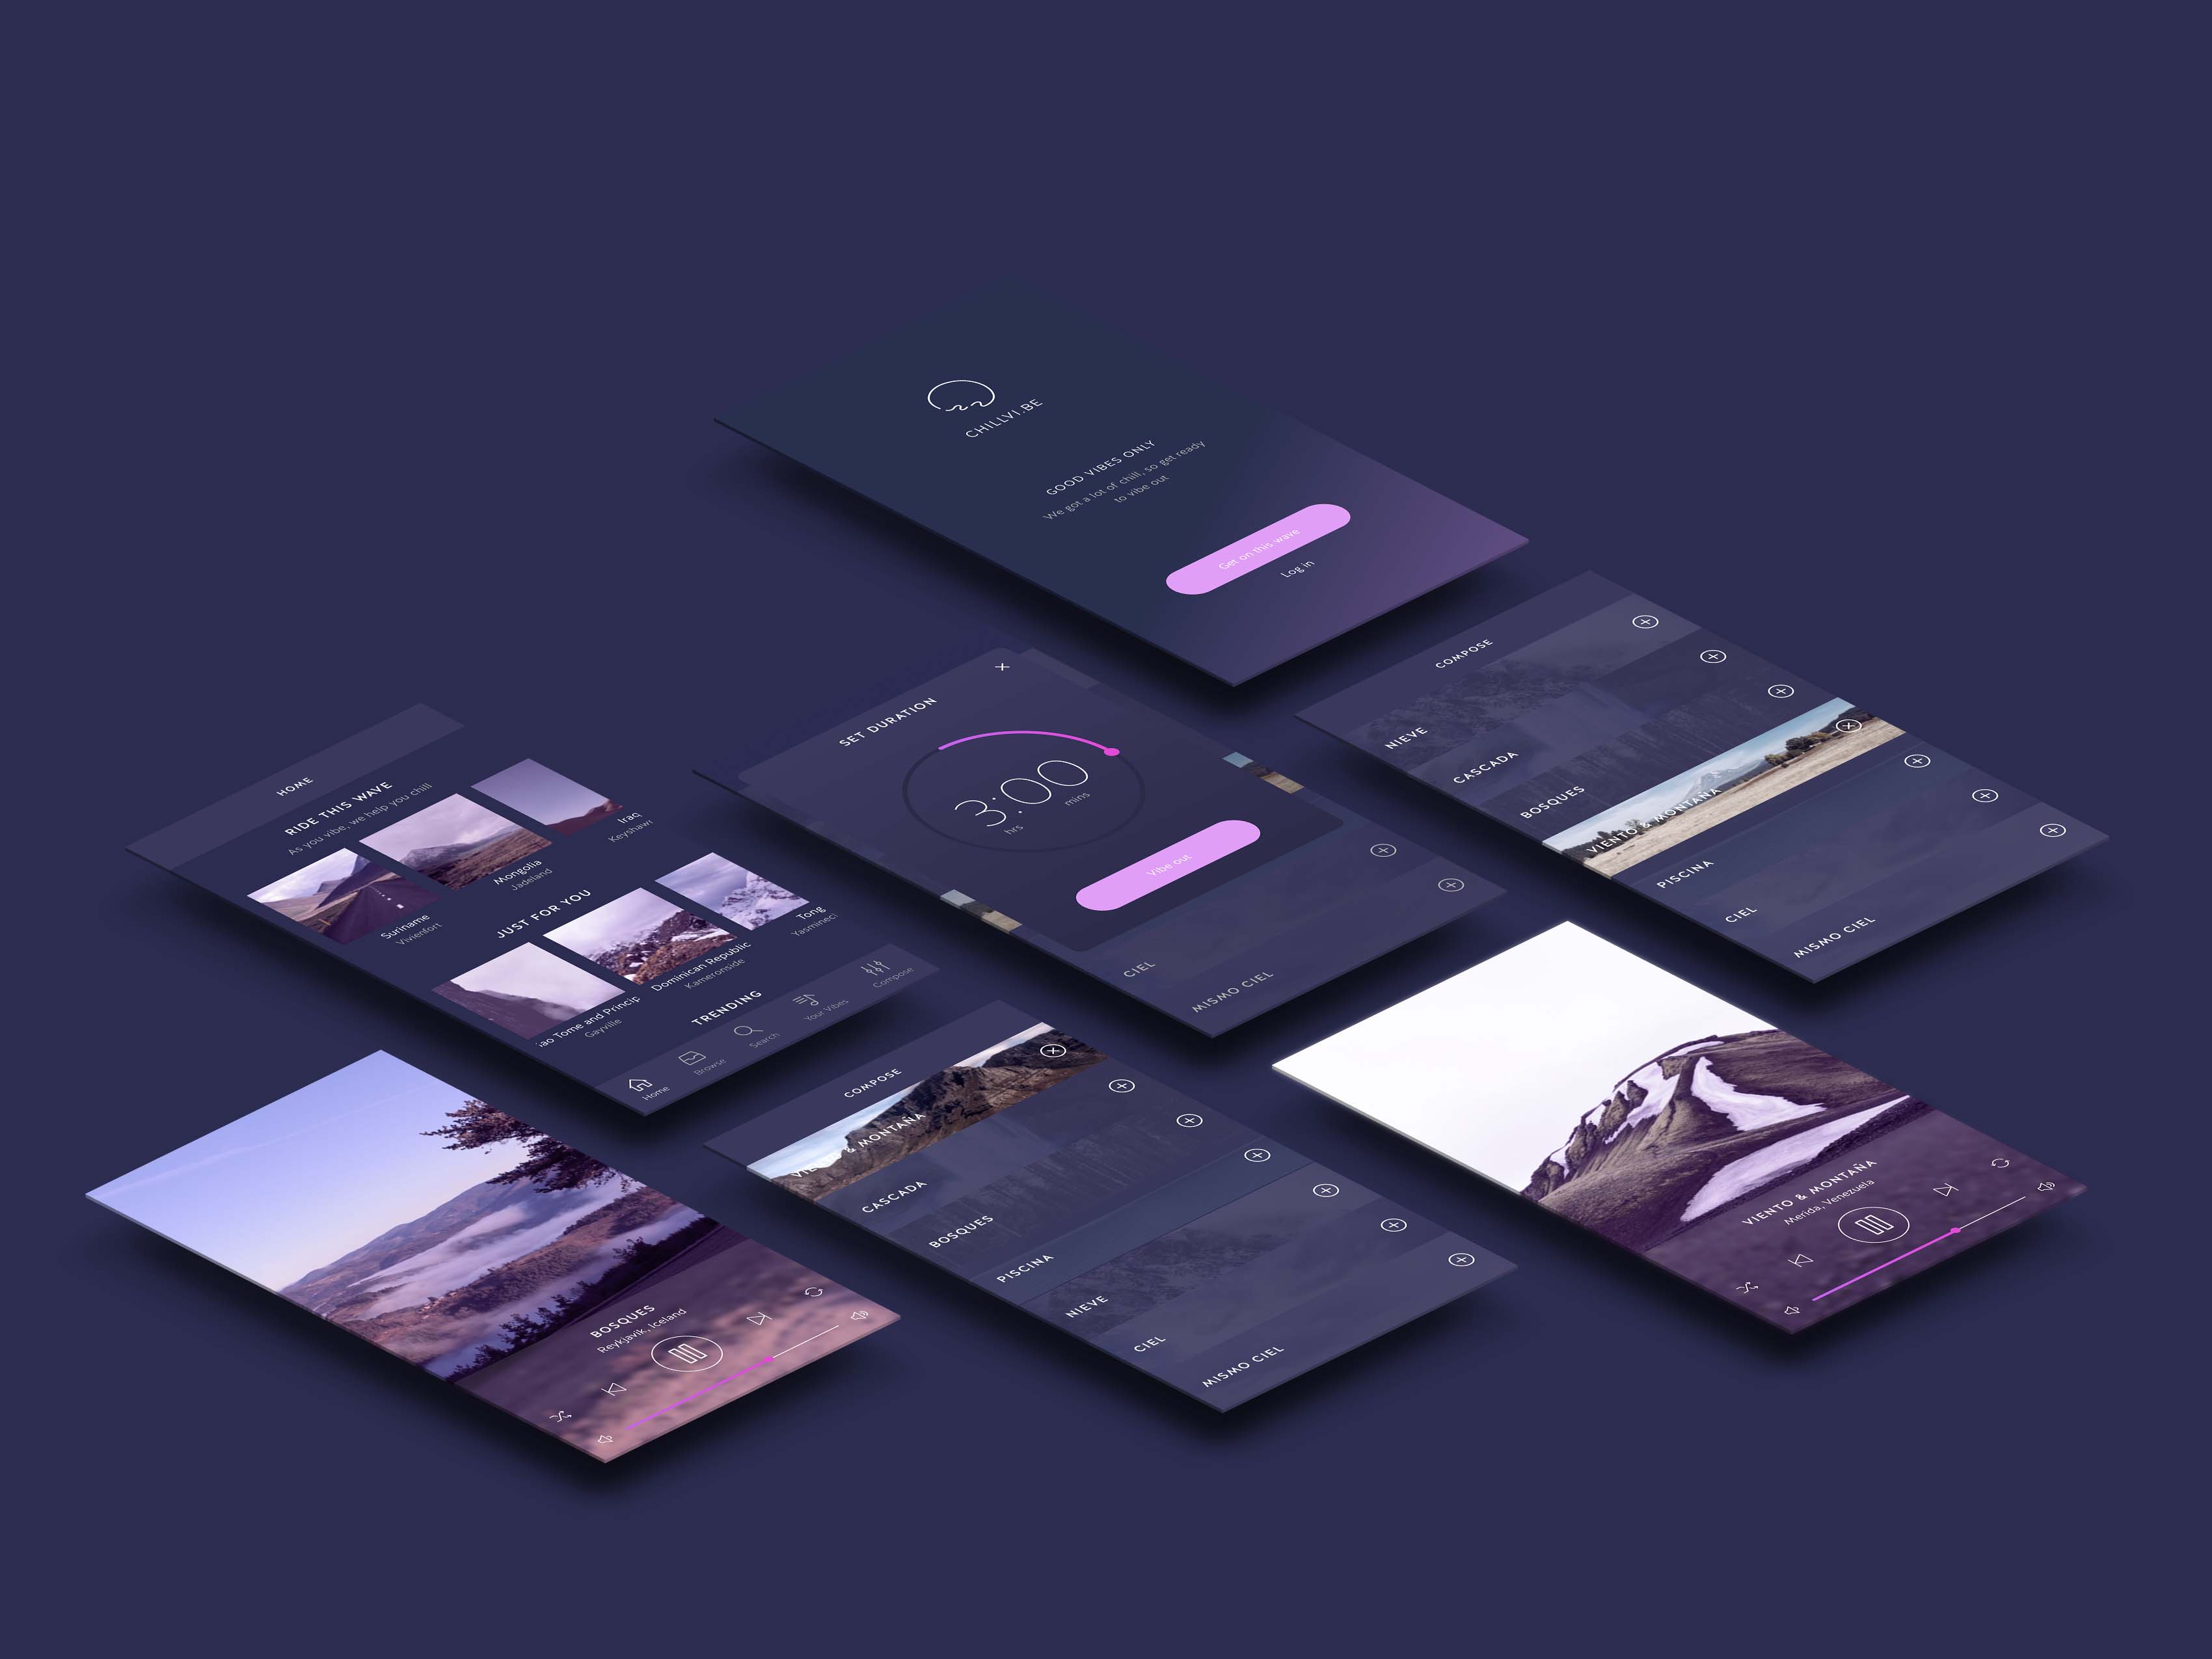 CHILLVI.BE
GOOD VIBES ONLY
We got a lot of chill, so get ready
to vibe out
Get on this wave
Log in
COMPOSE
NIEVE
CASCADA
BOSQUES
VIENTO & MONTAÑA
PISCINA
CIEL
MISMO CIEL
SET DURATION
3:00
hrs
mins
Vibe out
CIEL
MISMO CIEL
HOME
RIDE THIS WAVE
As you vibe, we help you chill
Suriname
Vivienfort
Mongolia
Jadeland
Iraq
Keyshawr
JUST FOR YOU
ao Tome and Princip
Gayville
Dominican Republic
Kameronside
Tong
Yasmineci
TRENDING
Home
Browse
Search
Your Vibes
Compose
COMPOSE
& MONTAÑA
CASCADA
BOSQUES
PISCINA
NIEVE
CIEL
MISMO CIEL
VIENTO & MONTAÑA
Merida, Venezuela
BOSQUES
Reykjavik, Iceland